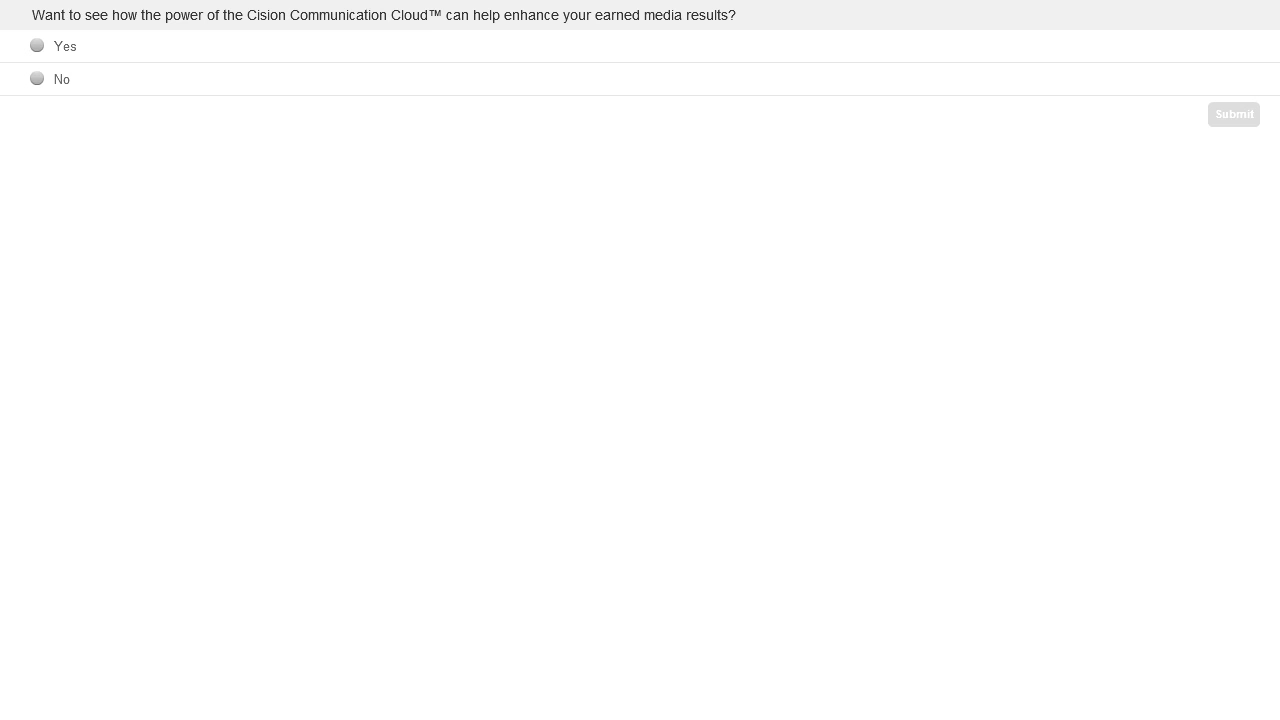 Want to see how the power of the Cision Communication Cloud™ can help enhance your earned media results?
Yes
No
Submit